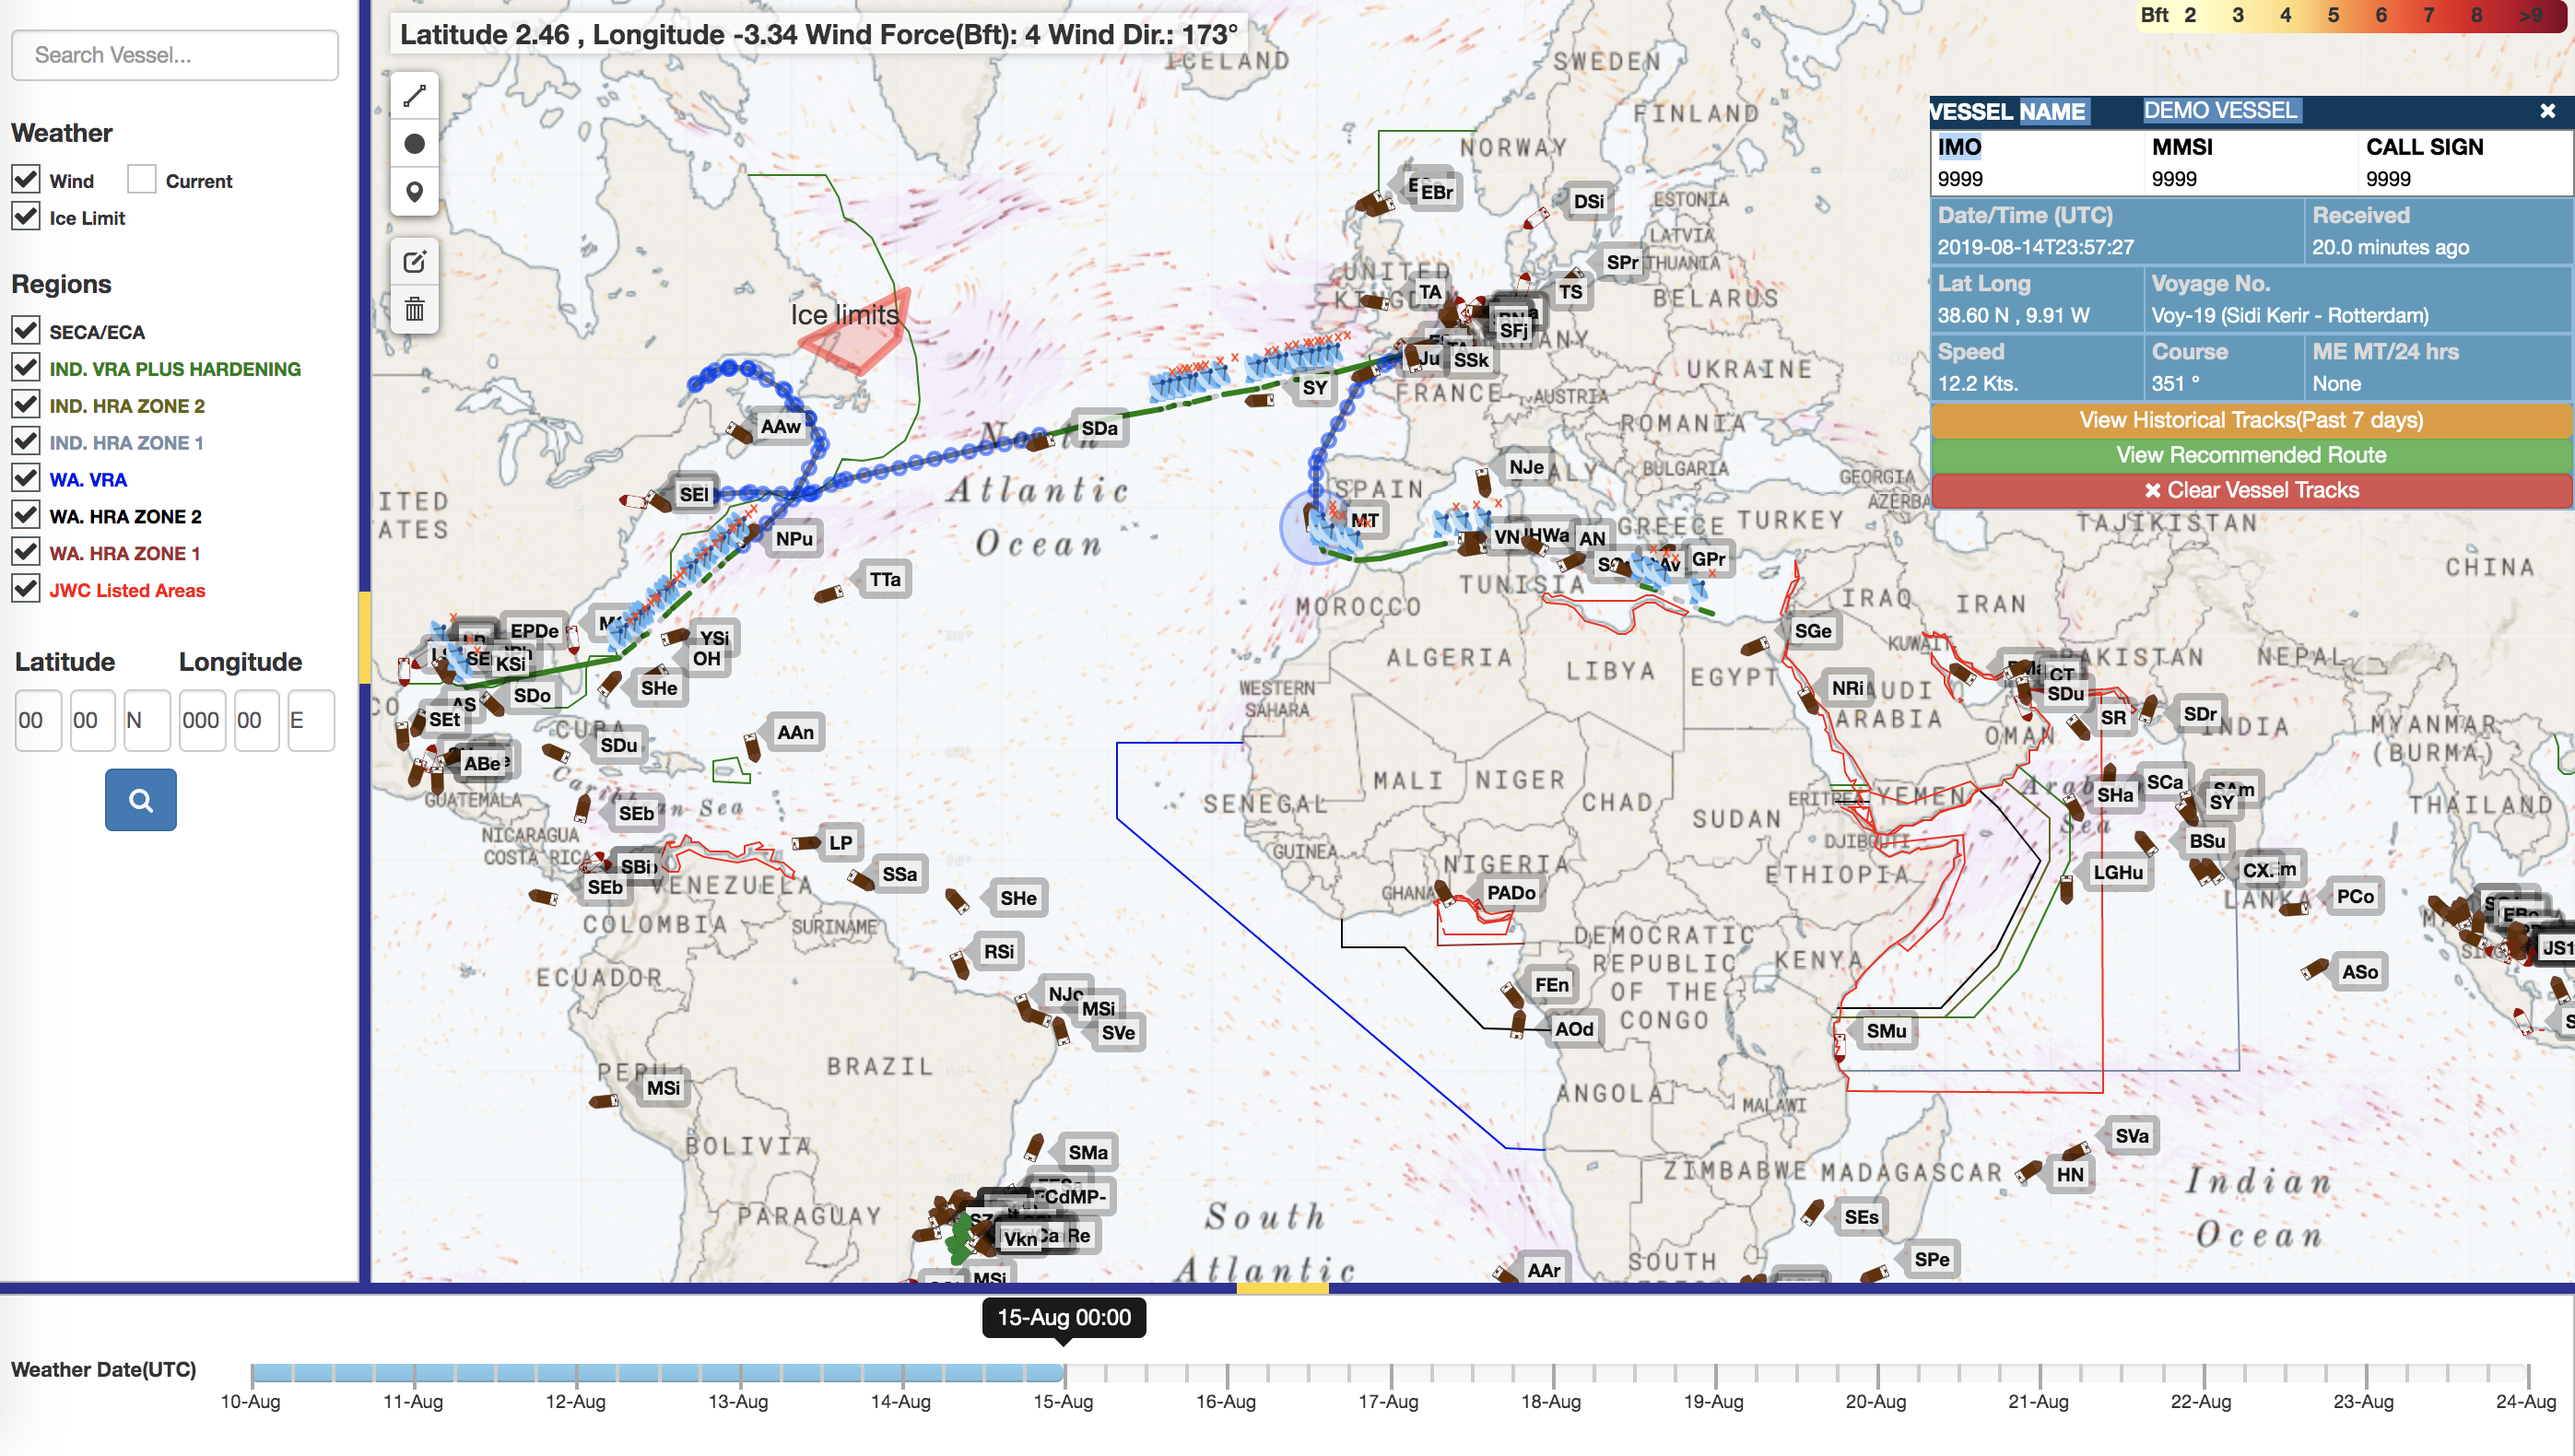 Latitude 2.46 , Longitude -3.34 Wind Force(Bft): 4 Wind Dir.: 173°
Bft 2 3 4 5 6 7 8 >9
Search Vessel...
Weather
Wind Current
Ice Limit
Regions
SECA/ECA
IND. VRA PLUS HARDENING
IND. HRA ZONE 2
IND. HRA ZONE 1
WA. VRA
WA. HRA ZONE 2
WA. HRA ZONE 1
JWC Listed Areas
Latitude Longitude
00 00 N 000 00 E
VESSEL NAME DEMO VESSEL
IMO MMSI CALL SIGN
9999 9999 9999
Date/Time (UTC) Received
2019-08-14T23:57:27 20.0 minutes ago
Lat Long Voyage No.
38.60 N , 9.91 W Voy-19 (Sidi Kerir - Rotterdam)
Speed Course ME MT/24 hrs
12.2 Kts. 351 ° None
View Historical Tracks(Past 7 days)
View Recommended Route
Clear Vessel Tracks
ICELAND
SWEDEN
FINLAND
NORWAY
EBr
DSi
ESTONIA
LATVIA
SPr
UNITED
KINGDOM
TA
TS
BELARUS
Ice limits
SFj
Ju
SSk
UKRAINE
SY
FRANCE
AUSTRIA
ROMANIA
AAw
SDa
North
Atlantic
Ocean
SEI
NJe
BULGARIA
GEORGIA
SPAIN
MT
GREECE
TURKEY
TAJIKISTAN
NPu
VN
HWa
AN
GPr
CHINA
TTa
TUNISIA
MOROCCO
IRAQ
IRAN
EPDe
YSi
OH
SGe
KUWAIT
KSi
ALGERIA
LIBYA
EGYPT
PAKISTAN
NEPAL
CT
SDu
SHe
SDo
AS
SEt
WESTERN
SAHARA
NRi
ARABIA
SR
SDr
INDIA
OMAN
MYANMAR
(BURMA)
CUBA
SDu
AAn
ABe
GUATEMALA
Caribbean Sea
SEb
NICARAGUA
COSTA RICA
MALI
NIGER
CHAD
SENEGAL
SUDAN
ERITREA
YEMEN
Arab
Sea
SHa
SCa
SY
THAILAND
LP
SBi
SEb
VENEZUELA
SSa
SHe
GUINEA
NIGERIA
GHANA
PADo
DJIBOUTI
ETHIOPIA
BSu
LGHu
CX.
LANKA
PCo
COLOMBIA
SURINAME
RSi
ECUADOR
DEMOCRATIC
REPUBLIC
OF THE
CONGO
KENYA
FEn
AOd
JS1
ASo
MSi
SVe
SMu
PERU
MSi
BRAZIL
ANGOLA
MALAWI
BOLIVIA
SMa
SVa
HN
ZIMBABWE
MADAGASCAR
Indian
Ocean
PARAGUAY
CdMP-
Vkn
Re
MSi
South
Atlantic
SEs
SPe
SOUTH
AAr
15-Aug 00:00
Weather Date(UTC)
10-Aug 11-Aug 12-Aug 13-Aug 14-Aug 15-Aug 16-Aug 17-Aug 18-Aug 19-Aug 20-Aug 21-Aug 22-Aug 23-Aug 24-Aug